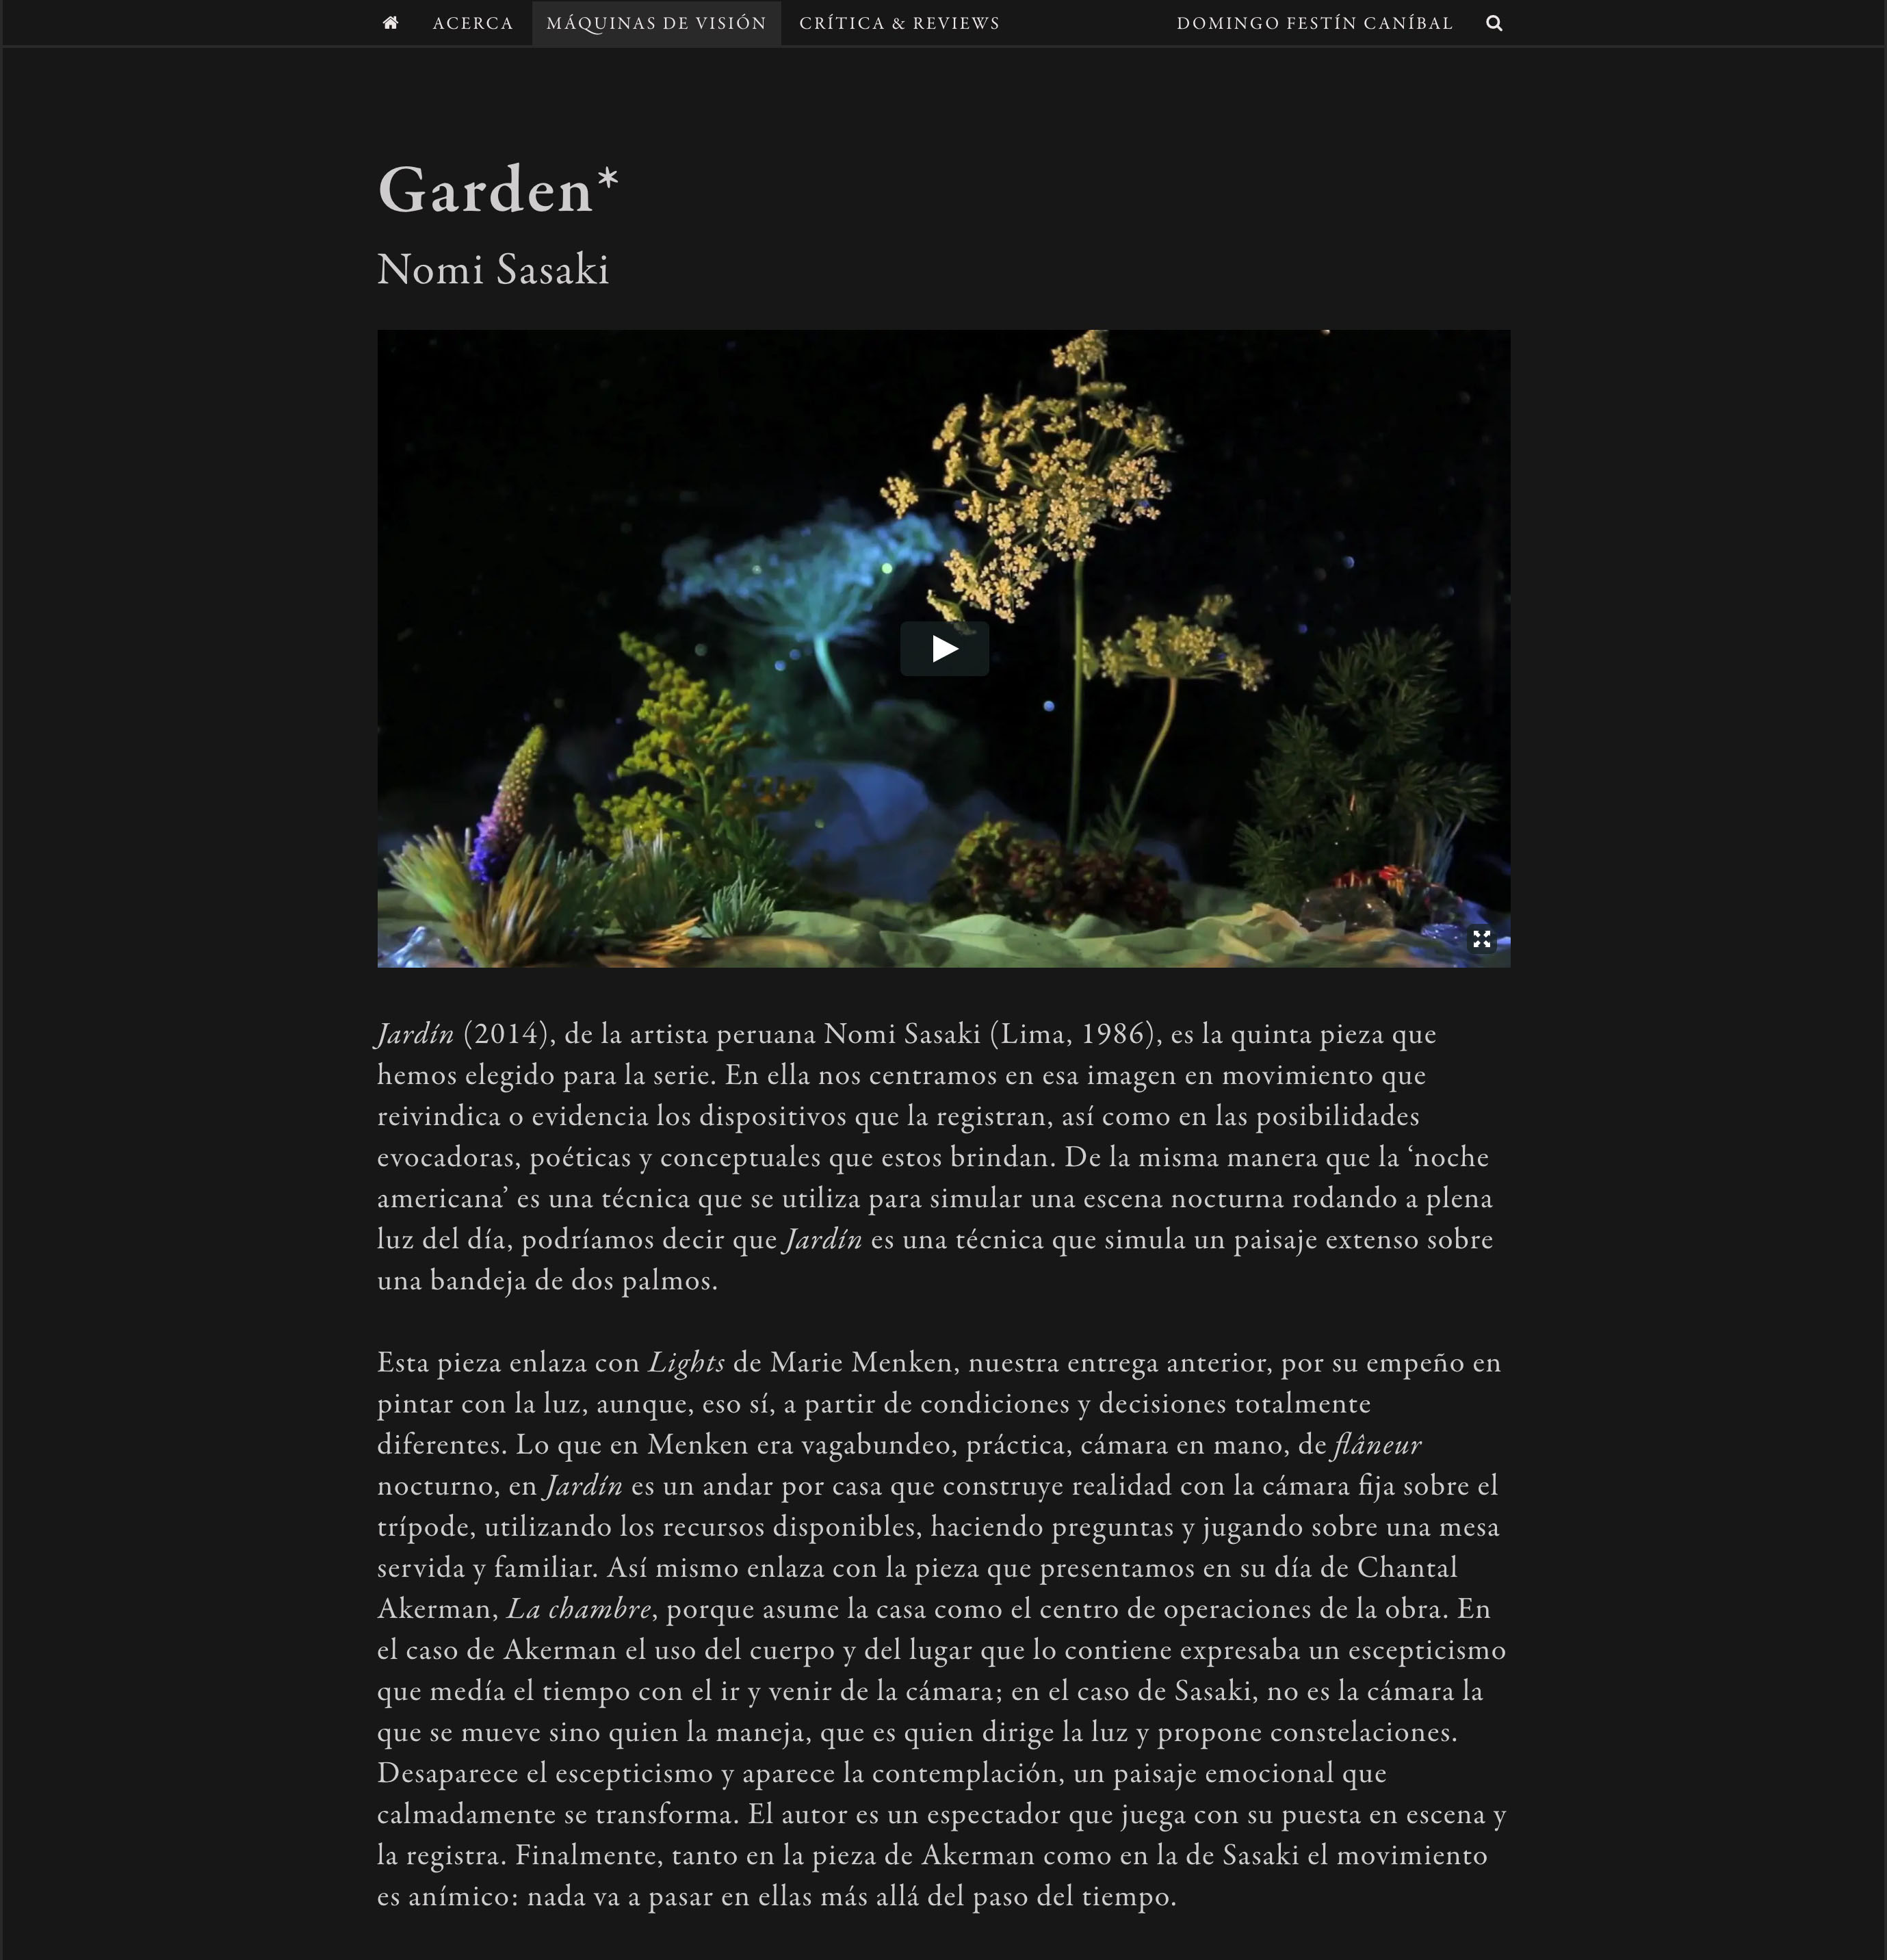 ACERCA
MÁQUINAS DE VISIÓN
CRÍTICA & REVIEWS
DOMINGO FESTÍN CANÍBAL
Garden*
Nomi Sasaki
Jardín (2014), de la artista peruana Nomi Sasaki (Lima, 1986), es la quinta pieza que
hemos elegido para la serie. En ella nos centramos en esa imagen en movimiento que
reivindica o evidencia los dispositivos que la registran, así como en las posibilidades
evocadoras, poéticas y conceptuales que estos brindan. De la misma manera que la ‘noche
americana’ es una técnica que se utiliza para simular una escena nocturna rodando a plena
luz del día, podríamos decir que Jardín es una técnica que simula un paisaje extenso sobre
una bandeja de dos palmos.
Esta pieza enlaza con Lights de Marie Menken, nuestra entrega anterior, por su empeño en
pintar con la luz, aunque, eso sí, a partir de condiciones y decisiones totalmente
diferentes. Lo que en Menken era vagabundeo, práctica, cámara en mano, de flâneur
nocturno, en Jardín es un andar por casa que construye realidad con la cámara fija sobre el
trípode, utilizando los recursos disponibles, haciendo preguntas y jugando sobre una mesa
servida y familiar. Así mismo enlaza con la pieza que presentamos en su día de Chantal
Akerman, La chambre, porque asume la casa como el centro de operaciones de la obra. En
el caso de Akerman el uso del cuerpo y del lugar que lo contiene expresaba un escepticismo
que medía el tiempo con el ir y venir de la cámara; en el caso de Sasaki, no es la cámara la
que se mueve sino quien la maneja, que es quien dirige la luz y propone constelaciones.
Desaparece el escepticismo y aparece la contemplación, un paisaje emocional que
calmadamente se transforma. El autor es un espectador que juega con su puesta en escena y
la registra. Finalmente, tanto en la pieza de Akerman como en la de Sasaki el movimiento
es anímico: nada va a pasar en ellas más allá del paso del tiempo.